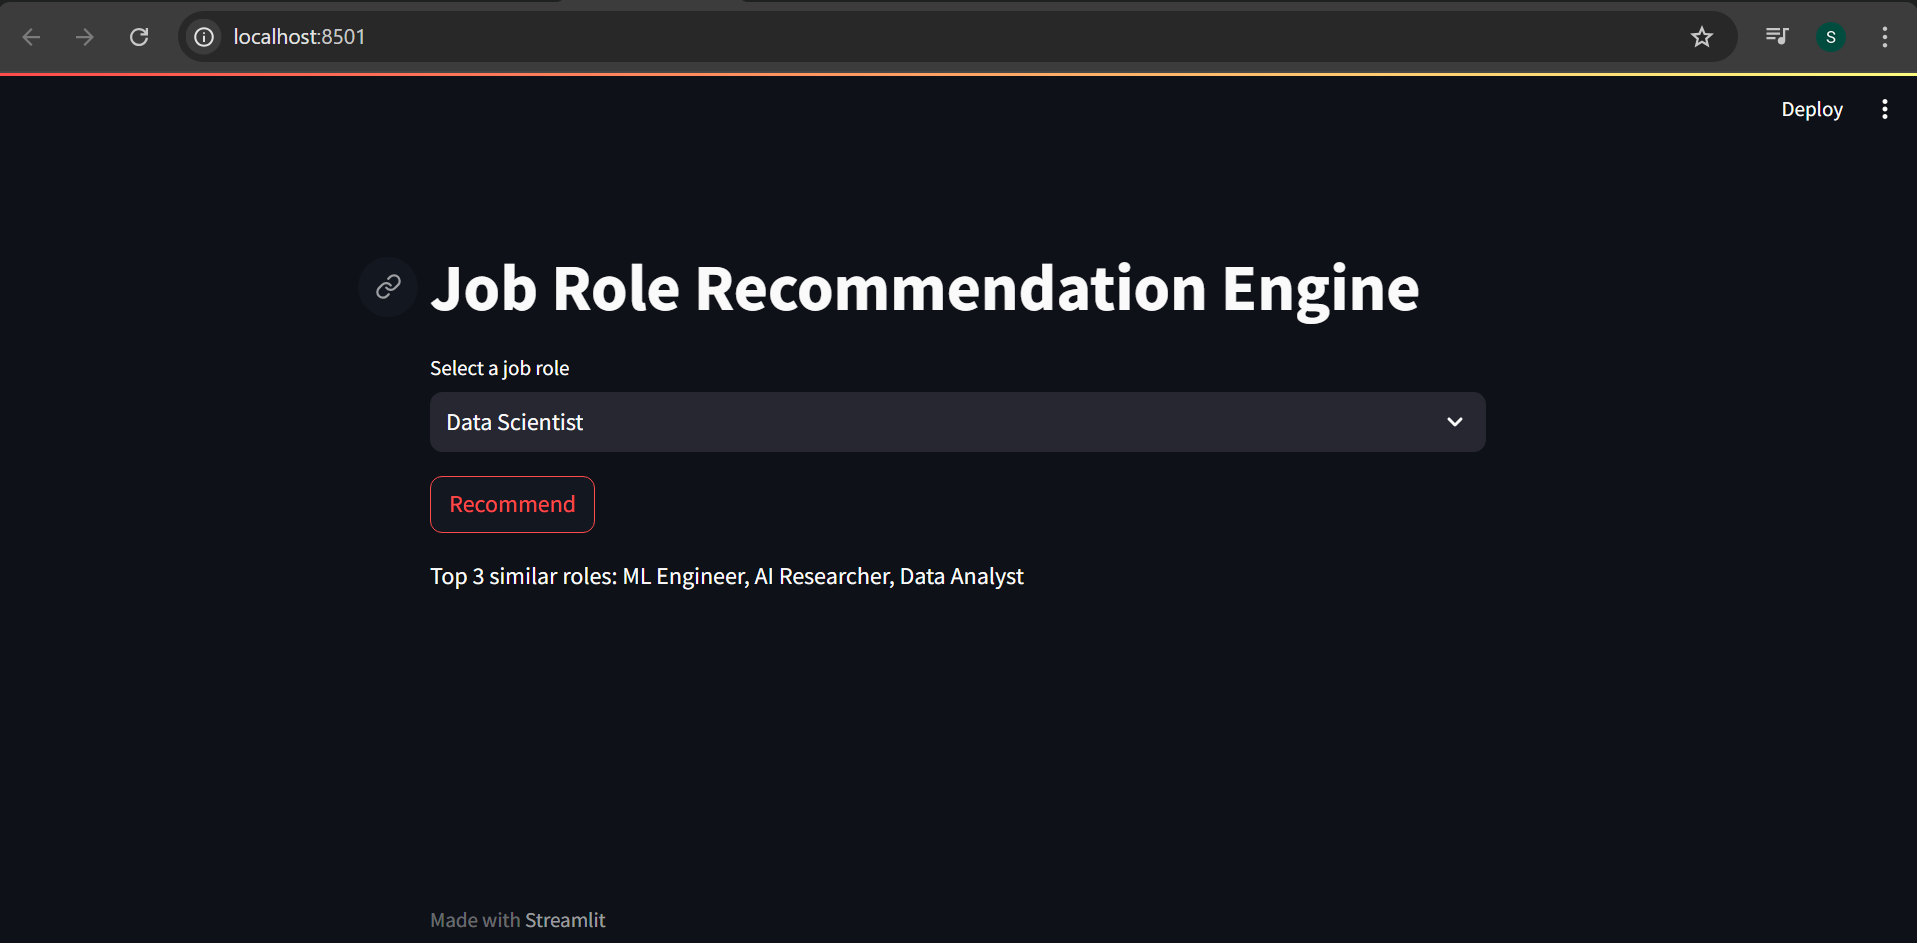 localhost:8501
S
Deploy
Job Role Recommendation Engine
Select a job role
Data Scientist
Recommend
Top 3 similar roles: ML Engineer, AI Researcher, Data Analyst
Made with Streamlit